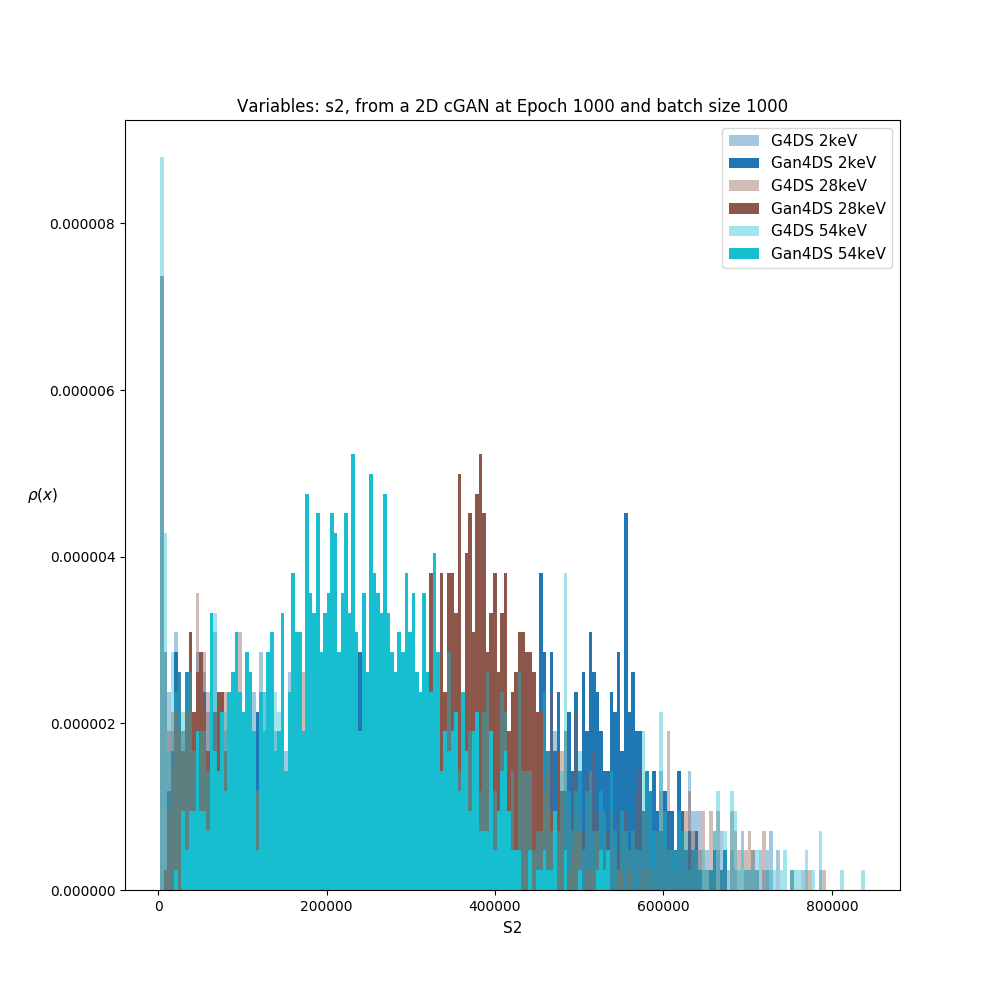 Variables: s2, from a 2D cGAN at Epoch 1000 and batch size 1000
G4DS 2keV
Gan4DS 2keV
G4DS 28keV
Gan4DS 28keV
G4DS 54keV
Gan4DS 54keV
0.000008
0.000006
ρ(x)
0.000004
0.000002
0.000000
0 200000 400000 600000 800000
S2